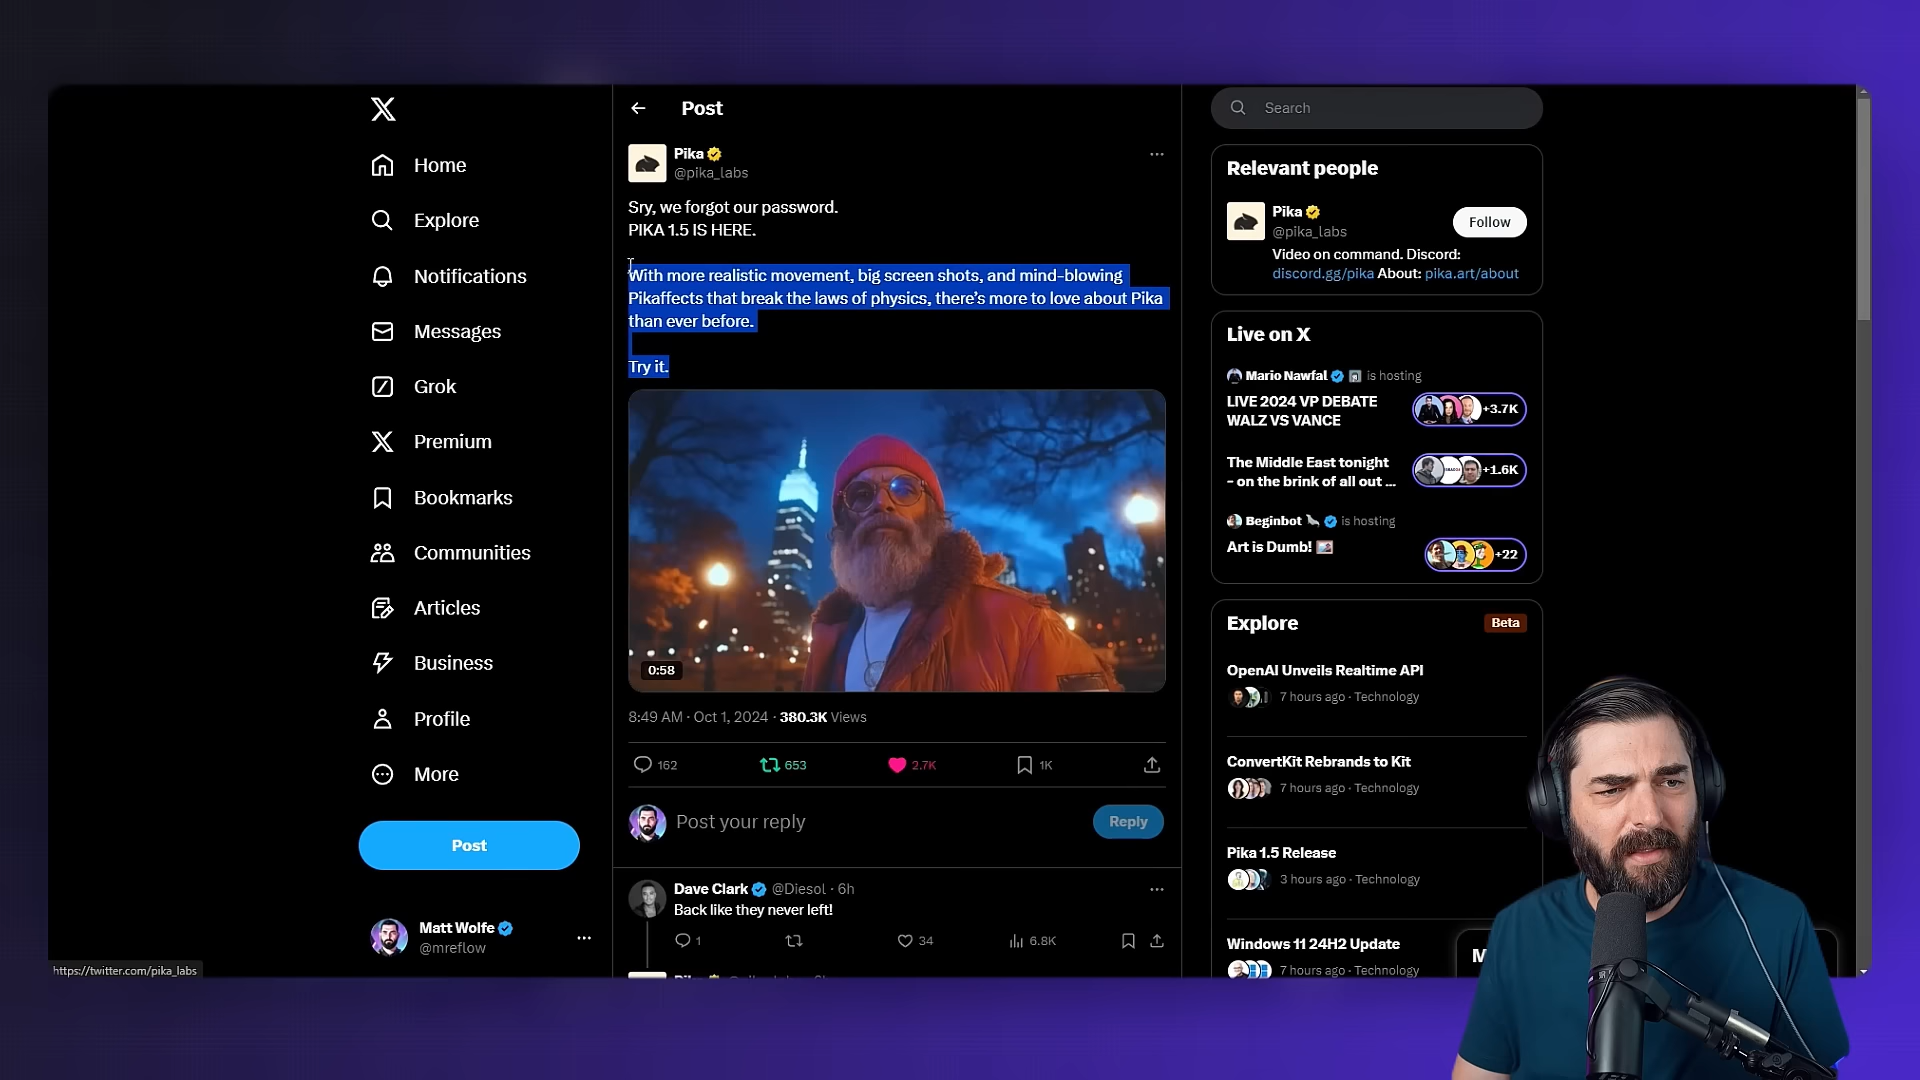 Home
Explore
Notifications
Messages
Grok
Premium
Bookmarks
Communities
Articles
Business
Profile
More
Post
Matt Wolfe
@mreflow
https://twitter.com/pika_labs
Post
Pika
@pika_labs
Sry, we forgot our password.
PIKA 1.5 IS HERE.
With more realistic movement, big screen shots, and mind-blowing
Pikaffects that break the laws of physics, there's more to love about Pika
than ever before.
Try it.
0:58
8:49 AM · Oct 1, 2024 · 380.3K Views
162 653 2.7K 1K
Post your reply
Reply
Dave Clark @Diesol · 6h
Back like they never left!
1 34 6.8K
Search
Relevant people
Pika
@pika_labs
Follow
Video on command. Discord:
discord.gg/pika About: pika.art/about
Live on X
Mario Nawfal is hosting
LIVE 2024 VP DEBATE
WALZ VS VANCE
+3.7K
The Middle East tonight
– on the brink of all out ...
+1.6K
Beginbot is hosting
Art is Dumb!
+22
Explore
Beta
OpenAI Unveils Realtime API
7 hours ago · Technology
ConvertKit Rebrands to Kit
7 hours ago · Technology
Pika 1.5 Release
3 hours ago · Technology
Windows 11 24H2 Update
7 hours ago · Technology